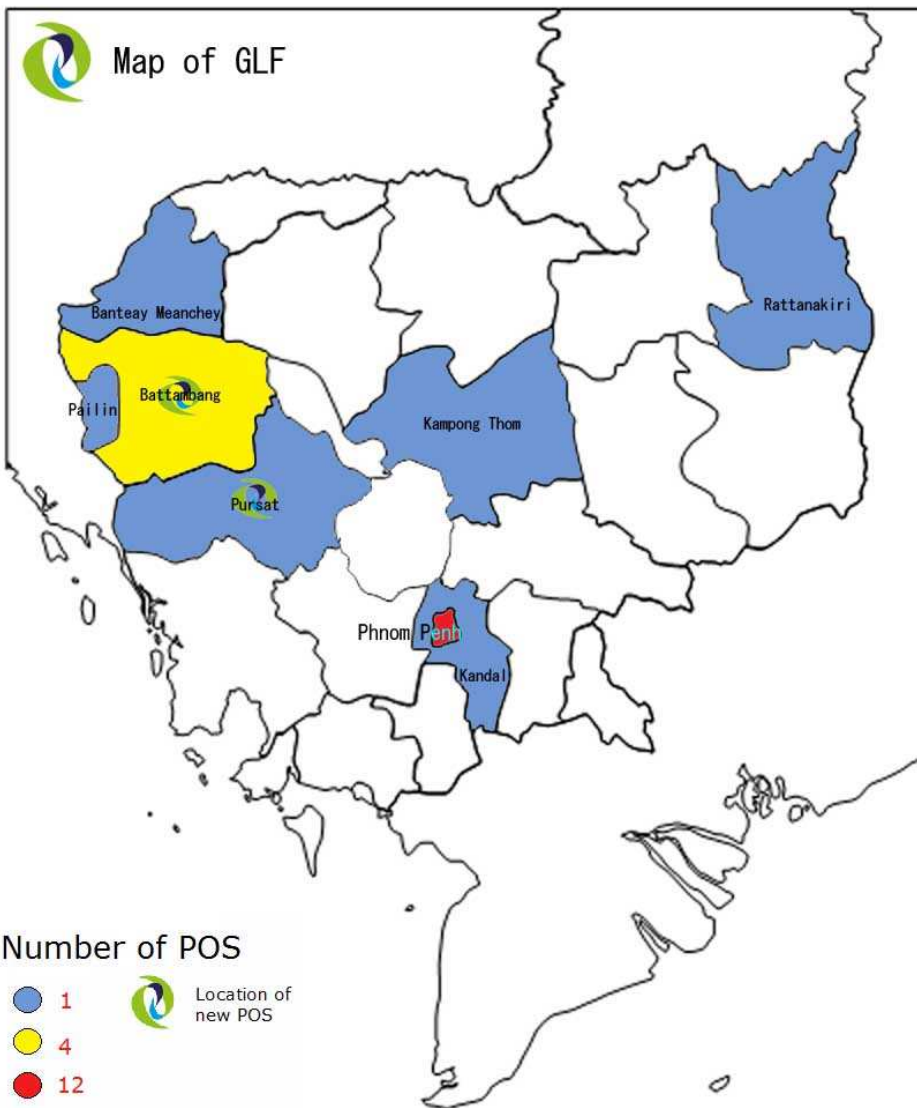 Map of GLF
Banteay Meanchey
Rattanakiri
Battambang
Pailin
Kampong Thom
Pursat
Phnom Penh
Kandal
Number of POS
1
4
12
Location of
new POS